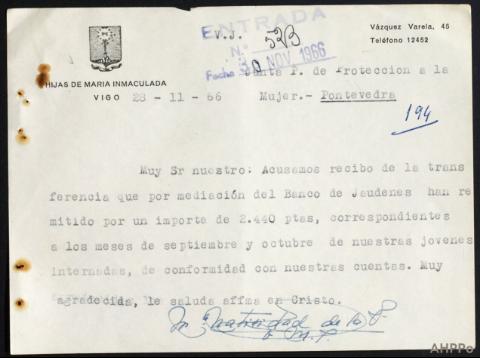 ENTRADA
V.J.
Vázquez Varela, 45
Teléfono 12452
N.º 523
Fecha 30 NOV. 1966
P. de Proteccion a la
HIJAS DE MARIA INMACULADA
VIGO 28 - 11 - 66
Mujer.- Pontevedra
194
Muy Sr nuestro: Acusamos recibo de la trans
ferencia que por mediación del Banco de Jaudenes han re
mitido por un importe de 2.440 ptas, correspondientes
a los meses de septiembre y octubre de nuestras jovenes
internadas, de conformidad con nuestras cuentas. Muy
agradecida, le saluda affma en Cristo.
AHPPo